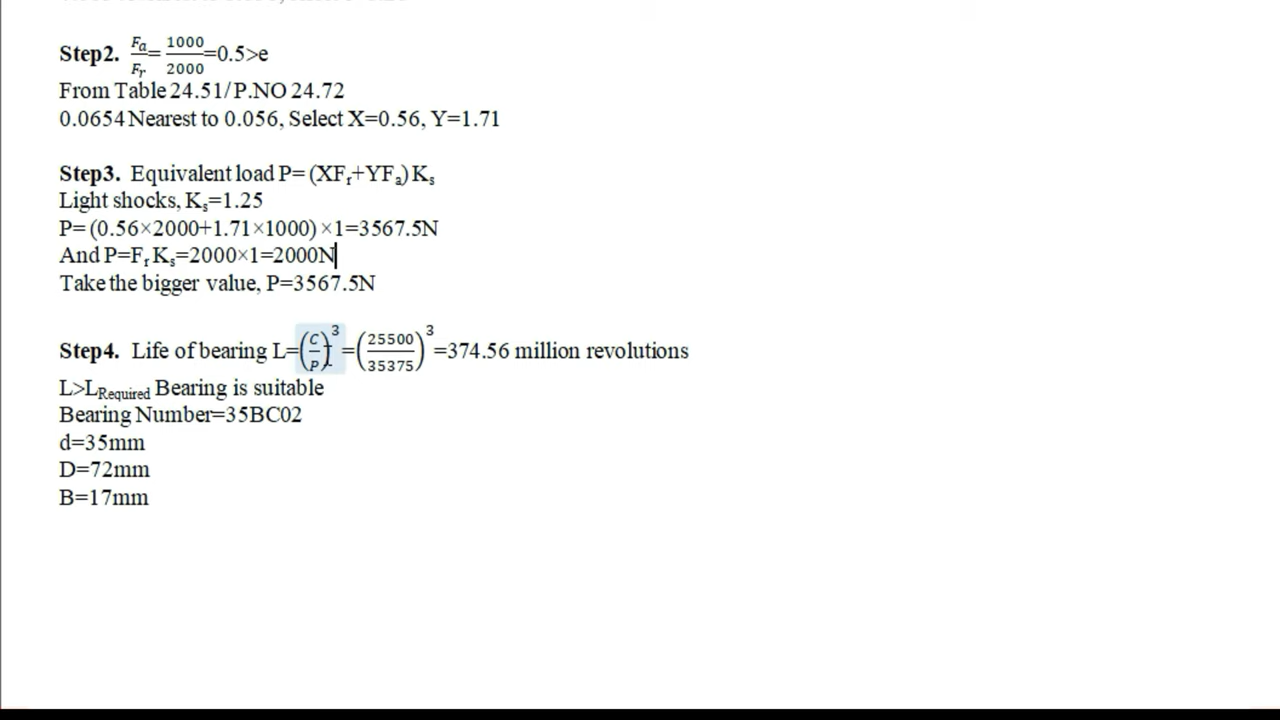 Step2. Fa/Fr=1000/2000=0.5>e
From Table 24.51/P.NO 24.72
0.0654 Nearest to 0.056, Select X=0.56, Y=1.71
Step3. Equivalent load P= (XFr+YFa) Ks
Light shocks, Ks=1.25
P= (0.56×2000+1.71×1000) ×1=3567.5N
And P=Fr Ks=2000×1=2000N
Take the bigger value, P=3567.5N
Step4. Life of bearing L=(C/P)^3=(25500/35375)^3=374.56 million revolutions
L>LRequired Bearing is suitable
Bearing Number=35BC02
d=35mm
D=72mm
B=17mm